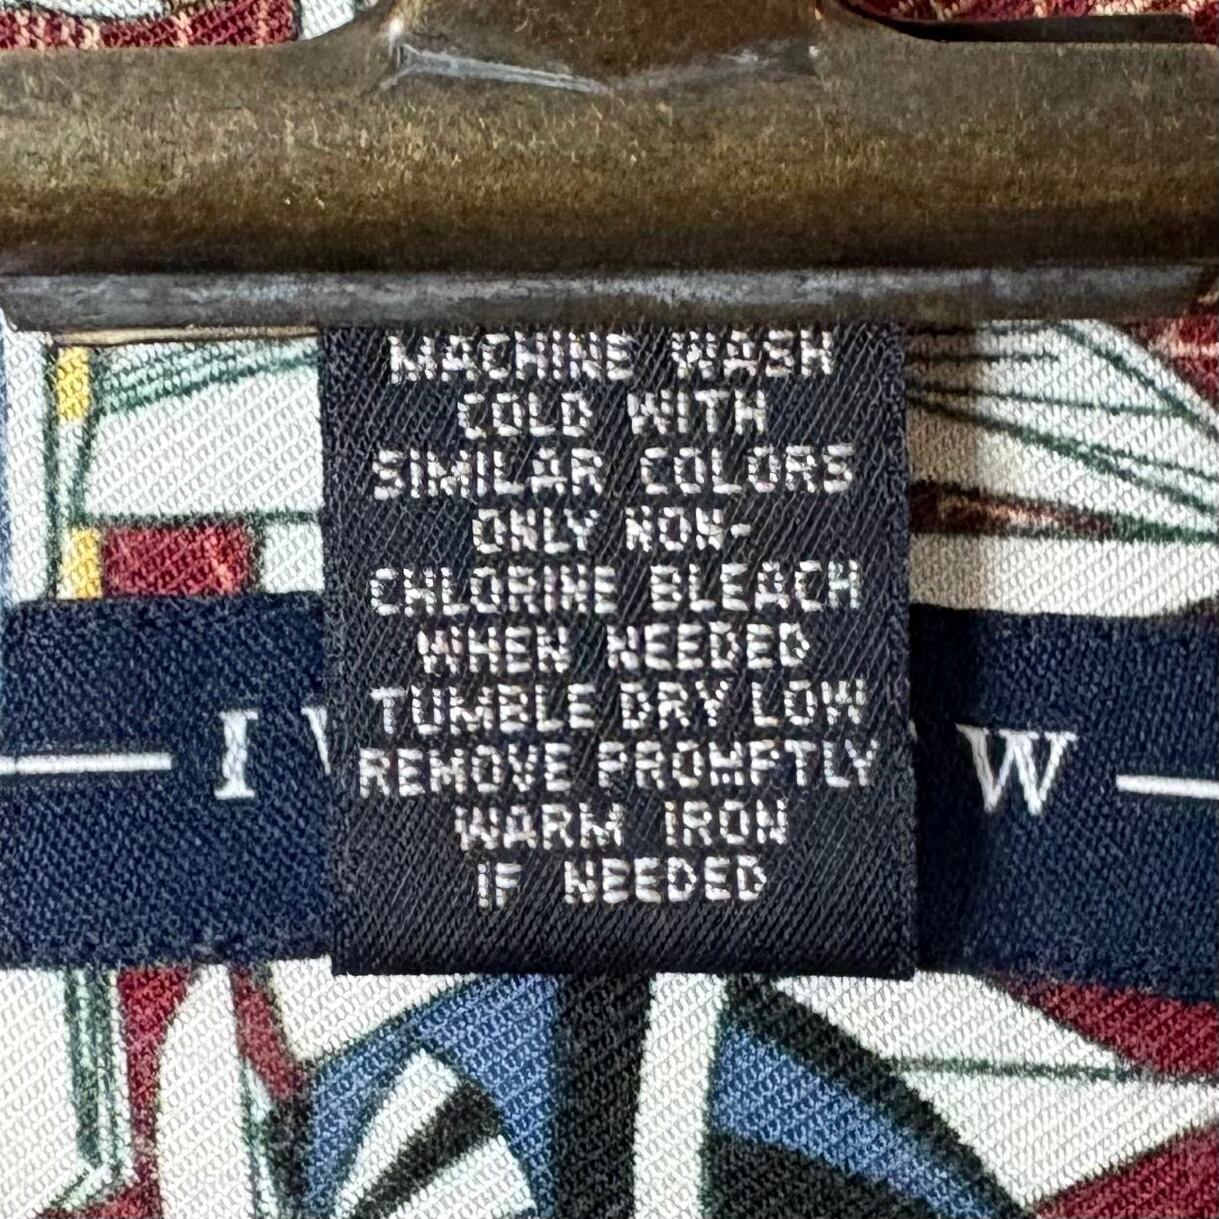 MACHINE WASH
COLD WITH
SIMILAR COLORS
ONLY NON-
CHLORINE BLEACH
WHEN NEEDED
TUMBLE DRY LOW
REMOVE PROMPTLY
WARM IRON
IF NEEDED